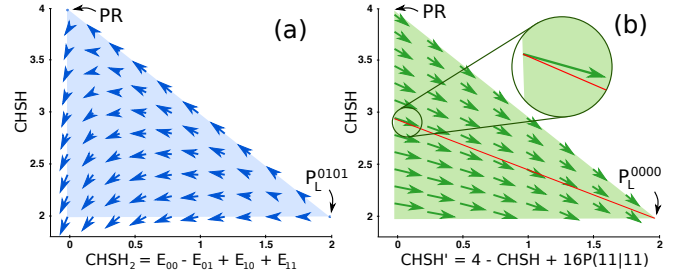 PR
(a)
4
3.5
3
2.5
2
CHSH
P_L^0101
0
0.5
1
1.5
2
CHSH₂ = E₀₀ - E₀₁ + E₁₀ + E₁₁
PR
(b)
4
3.5
3
2.5
2
CHSH
P_L^0000
0
0.5
1
1.5
2
CHSH' = 4 - CHSH + 16P(11|11)